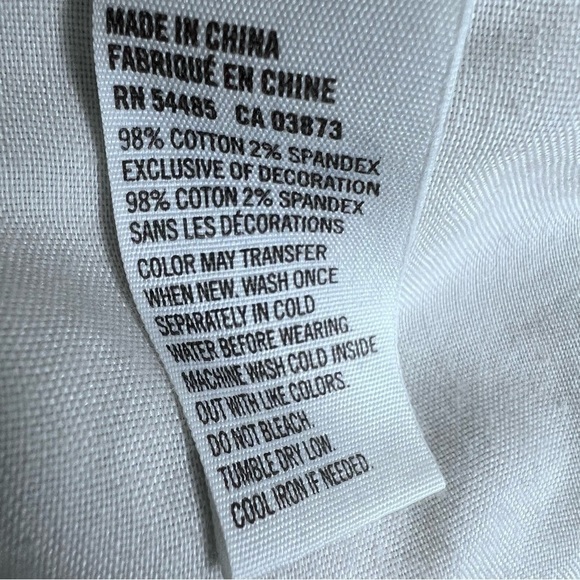 MADE IN CHINA
FABRIQUÉ EN CHINE
RN 54485 CA 03873
98% COTTON 2% SPANDEX
EXCLUSIVE OF DECORATION
98% COTON 2% SPANDEX
SANS LES DÉCORATIONS
COLOR MAY TRANSFER
WHEN NEW. WASH ONCE
SEPARATELY IN COLD
WATER BEFORE WEARING.
MACHINE WASH COLD INSIDE
OUT WITH LIKE COLORS.
DO NOT BLEACH.
TUMBLE DRY LOW.
COOL IRON IF NEEDED.